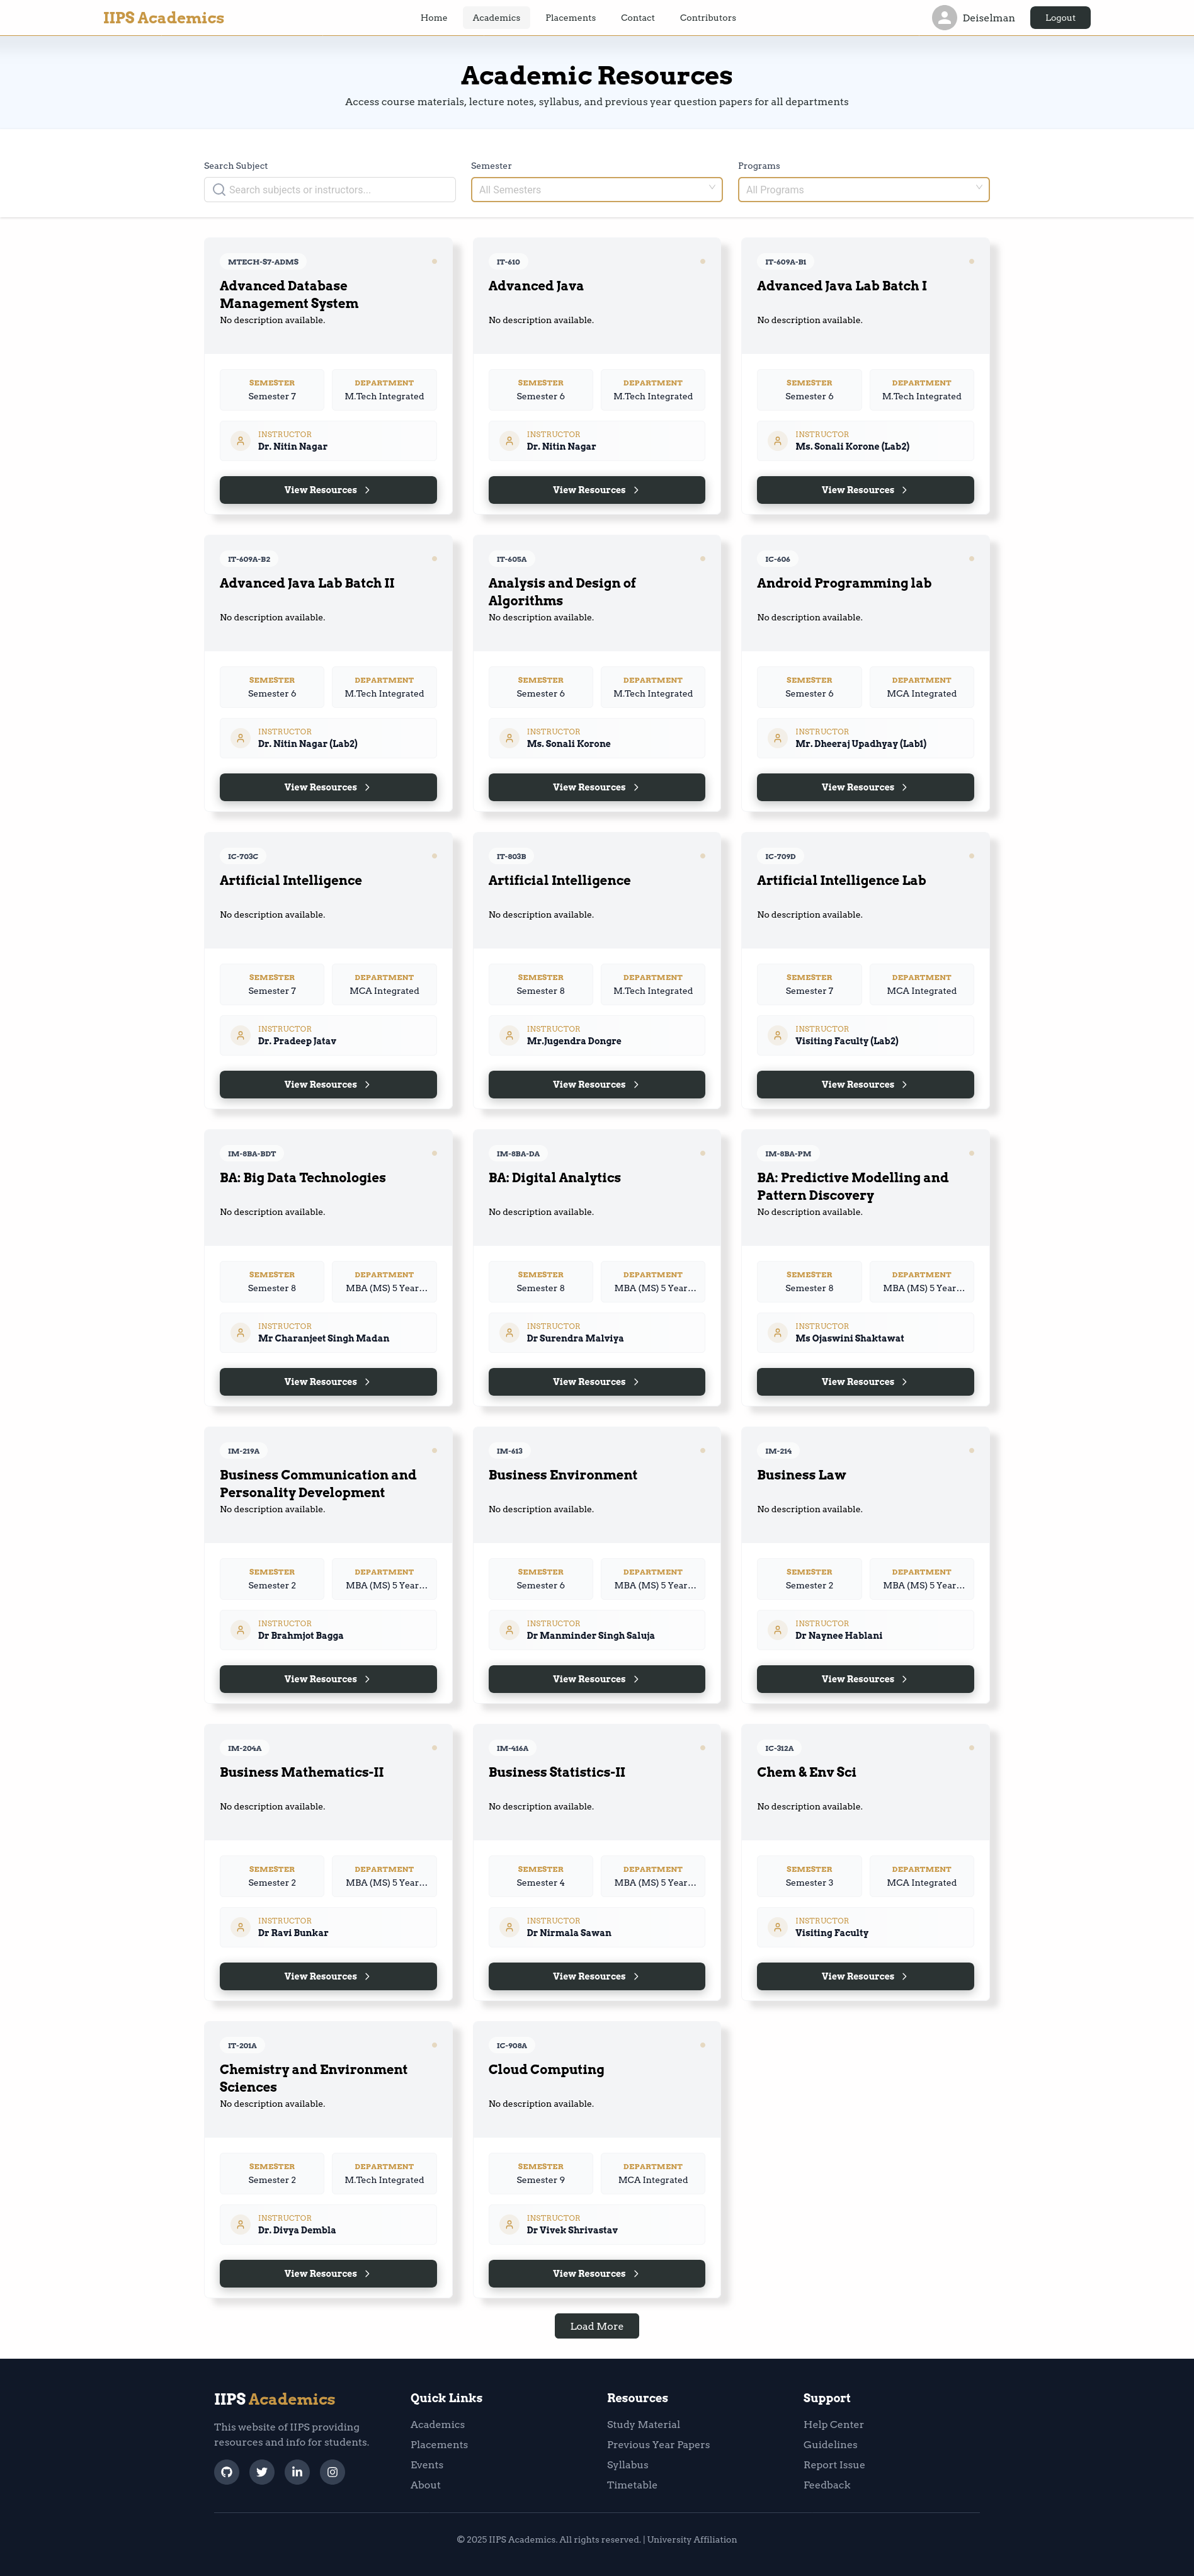 IIPS Academics
Home
Academics
Placements
Contact
Contributors
Deiselman
Logout
Academic Resources
Access course materials, lecture notes, syllabus, and previous year question papers for all departments
Search Subject
Semester
Programs
Search subjects or instructors...
All Semesters
All Programs
MTECH-S7-ADMS
Advanced Database
Management System
No description available.
SEMESTER
Semester 7
DEPARTMENT
M.Tech Integrated
INSTRUCTOR
Dr. Nitin Nagar
View Resources
IT-610
Advanced Java
No description available.
SEMESTER
Semester 6
DEPARTMENT
M.Tech Integrated
INSTRUCTOR
Dr. Nitin Nagar
View Resources
IT-609A-B1
Advanced Java Lab Batch I
No description available.
SEMESTER
Semester 6
DEPARTMENT
M.Tech Integrated
INSTRUCTOR
Ms. Sonali Korone (Lab2)
View Resources
IT-609A-B2
Advanced Java Lab Batch II
No description available.
SEMESTER
Semester 6
DEPARTMENT
M.Tech Integrated
INSTRUCTOR
Dr. Nitin Nagar (Lab2)
View Resources
IT-605A
Analysis and Design of
Algorithms
No description available.
SEMESTER
Semester 6
DEPARTMENT
M.Tech Integrated
INSTRUCTOR
Ms. Sonali Korone
View Resources
IC-606
Android Programming lab
No description available.
SEMESTER
Semester 6
DEPARTMENT
MCA Integrated
INSTRUCTOR
Mr. Dheeraj Upadhyay (Lab1)
View Resources
IC-703C
Artificial Intelligence
No description available.
SEMESTER
Semester 7
DEPARTMENT
MCA Integrated
INSTRUCTOR
Dr. Pradeep Jatav
View Resources
IT-803B
Artificial Intelligence
No description available.
SEMESTER
Semester 8
DEPARTMENT
M.Tech Integrated
INSTRUCTOR
Mr.Jugendra Dongre
View Resources
IC-709D
Artificial Intelligence Lab
No description available.
SEMESTER
Semester 7
DEPARTMENT
MCA Integrated
INSTRUCTOR
Visiting Faculty (Lab2)
View Resources
IM-8BA-BDT
BA: Big Data Technologies
No description available.
SEMESTER
Semester 8
DEPARTMENT
MBA (MS) 5 Year...
INSTRUCTOR
Mr Charanjeet Singh Madan
View Resources
IM-8BA-DA
BA: Digital Analytics
No description available.
SEMESTER
Semester 8
DEPARTMENT
MBA (MS) 5 Year...
INSTRUCTOR
Dr Surendra Malviya
View Resources
IM-8BA-PM
BA: Predictive Modelling and
Pattern Discovery
No description available.
SEMESTER
Semester 8
DEPARTMENT
MBA (MS) 5 Year...
INSTRUCTOR
Ms Ojaswini Shaktawat
View Resources
IM-219A
Business Communication and
Personality Development
No description available.
SEMESTER
Semester 2
DEPARTMENT
MBA (MS) 5 Year...
INSTRUCTOR
Dr Brahmjot Bagga
View Resources
IM-613
Business Environment
No description available.
SEMESTER
Semester 6
DEPARTMENT
MBA (MS) 5 Year...
INSTRUCTOR
Dr Manminder Singh Saluja
View Resources
IM-214
Business Law
No description available.
SEMESTER
Semester 2
DEPARTMENT
MBA (MS) 5 Year...
INSTRUCTOR
Dr Naynee Hablani
View Resources
IM-204A
Business Mathematics-II
No description available.
SEMESTER
Semester 2
DEPARTMENT
MBA (MS) 5 Year...
INSTRUCTOR
Dr Ravi Bunkar
View Resources
IM-416A
Business Statistics-II
No description available.
SEMESTER
Semester 4
DEPARTMENT
MBA (MS) 5 Year...
INSTRUCTOR
Dr Nirmala Sawan
View Resources
IC-312A
Chem & Env Sci
No description available.
SEMESTER
Semester 3
DEPARTMENT
MCA Integrated
INSTRUCTOR
Visiting Faculty
View Resources
IT-201A
Chemistry and Environment
Sciences
No description available.
SEMESTER
Semester 2
DEPARTMENT
M.Tech Integrated
INSTRUCTOR
Dr. Divya Dembla
View Resources
IC-908A
Cloud Computing
No description available.
SEMESTER
Semester 9
DEPARTMENT
MCA Integrated
INSTRUCTOR
Dr Vivek Shrivastav
View Resources
Load More
IIPS Academics
This website of IIPS providing
resources and info for students.
Quick Links
Academics
Placements
Events
About
Resources
Study Material
Previous Year Papers
Syllabus
Timetable
Support
Help Center
Guidelines
Report Issue
Feedback
© 2025 IIPS Academics. All rights reserved. | University Affiliation